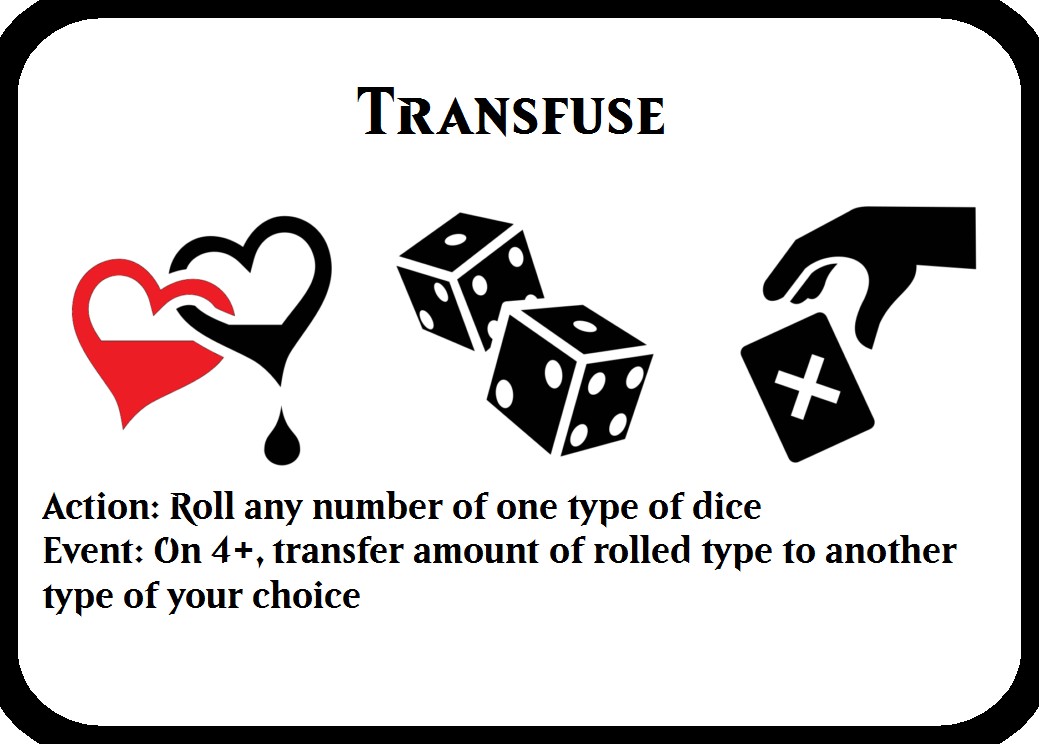 Transfuse
Action: Roll any number of one type of dice
Event: On 4+, transfer amount of rolled type to another
type of your choice